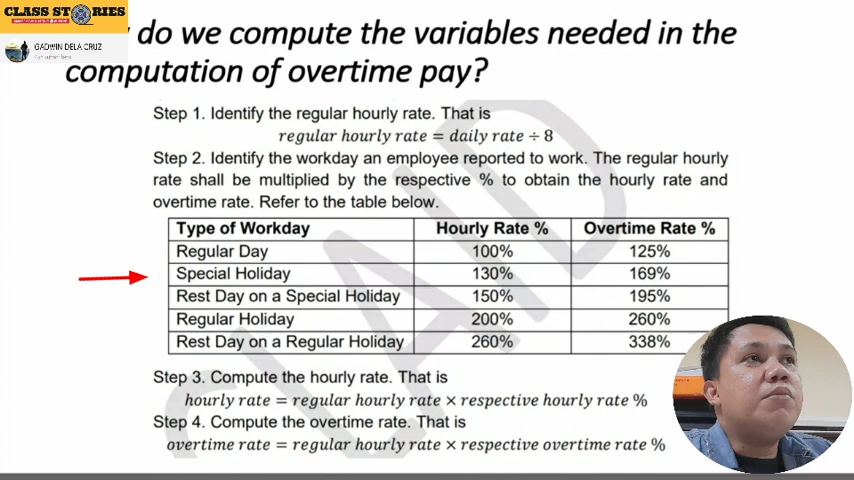 CLASS STORIES
GADWIN DELA CRUZ
do we compute the variables needed in the
computation of overtime pay?
Step 1. Identify the regular hourly rate. That is
regular hourly rate = daily rate ÷ 8
Step 2. Identify the workday an employee reported to work. The regular hourly
rate shall be multiplied by the respective % to obtain the hourly rate and
overtime rate. Refer to the table below.
Type of Workday Hourly Rate % Overtime Rate %
Regular Day 100% 125%
Special Holiday 130% 169%
Rest Day on a Special Holiday 150% 195%
Regular Holiday 200% 260%
Rest Day on a Regular Holiday 260% 338%
Step 3. Compute the hourly rate. That is
hourly rate = regular hourly rate × respective hourly rate %
Step 4. Compute the overtime rate. That is
overtime rate = regular hourly rate × respective overtime rate %